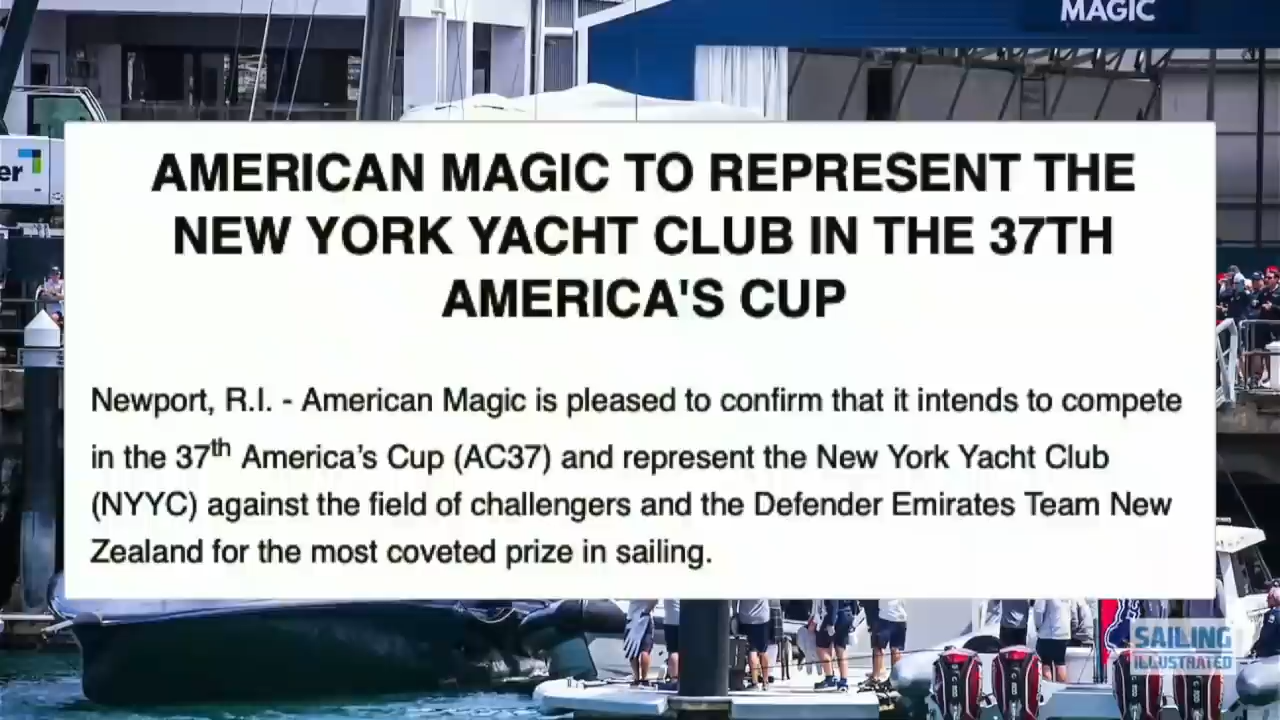 MAGIC
er
AMERICAN MAGIC TO REPRESENT THE
NEW YORK YACHT CLUB IN THE 37TH
AMERICA'S CUP
Newport, R.I. - American Magic is pleased to confirm that it intends to compete
in the 37th America’s Cup (AC37) and represent the New York Yacht Club
(NYYC) against the field of challengers and the Defender Emirates Team New
Zealand for the most coveted prize in sailing.
SAILING
ILLUSTRATED